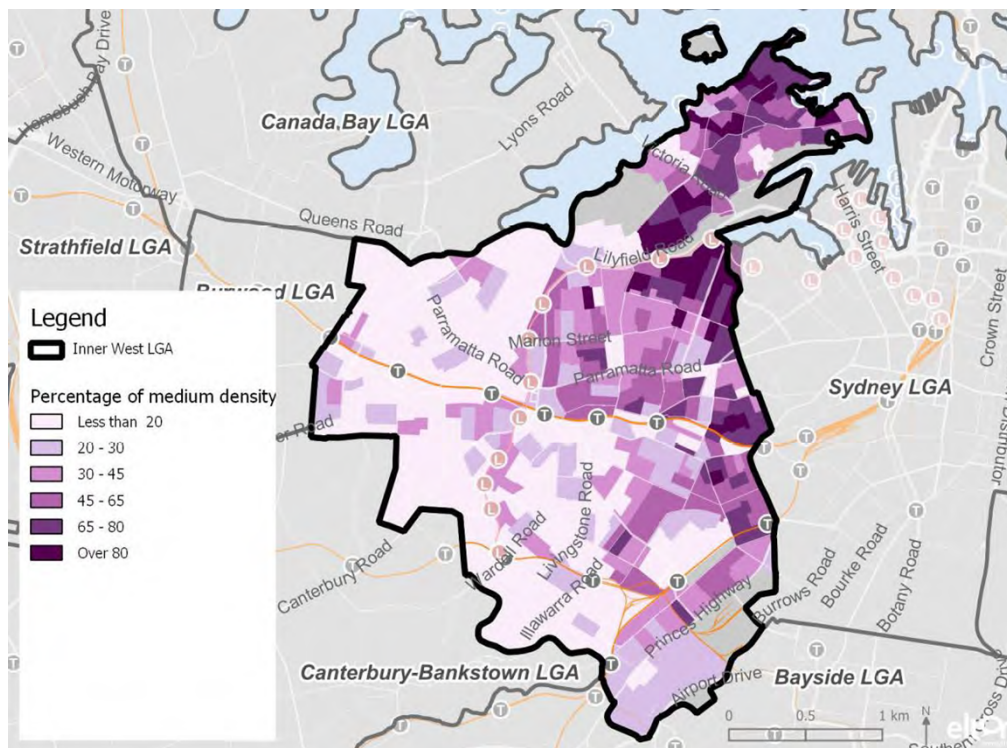 Homebush Bay Drive
Canada Bay LGA
Lyons Road
Western Motorway
Victoria Road
Queens Road
Harris Street
Strathfield LGA
Lilyfield Road
Burwood LGA
Crown Street
Legend
Inner West LGA
Parramatta Road
Marion Street
Parramatta Road
Sydney LGA
Percentage of medium density
Less than 20
20 - 30
30 - 45
45 - 65
65 - 80
Over 80
Road
Livingstone Road
Canterbury Road
Wardell Road
Illawarra Road
Princes Highway
Burrows Road
Bourke Road
Botany Road
Canterbury-Bankstown LGA
Airport Drive
Bayside LGA
Southern Cross Drive
0 0.5 1 km
N